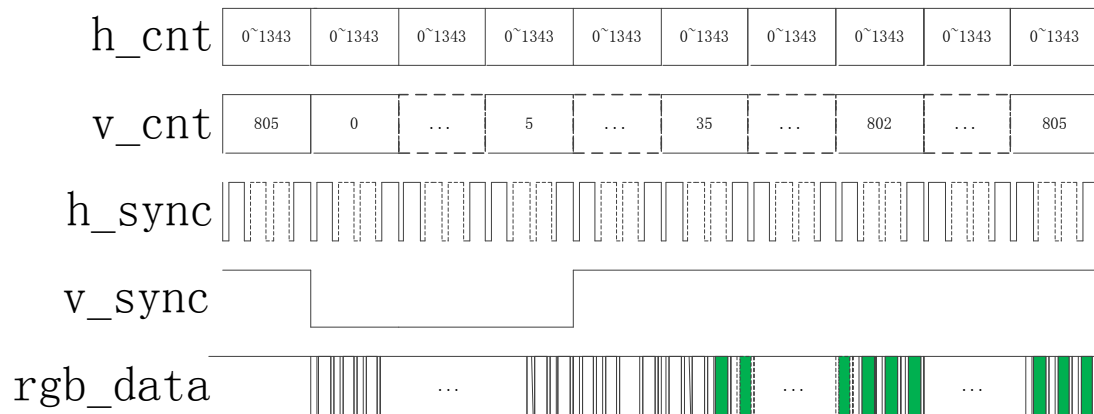 h_cnt 0~1343 0~1343 0~1343 0~1343 0~1343 0~1343 0~1343 0~1343 0~1343 0~1343
v_cnt 805 0 ... 5 ... 35 ... 802 ... 805
h_sync
v_sync
rgb_data ... ... ...